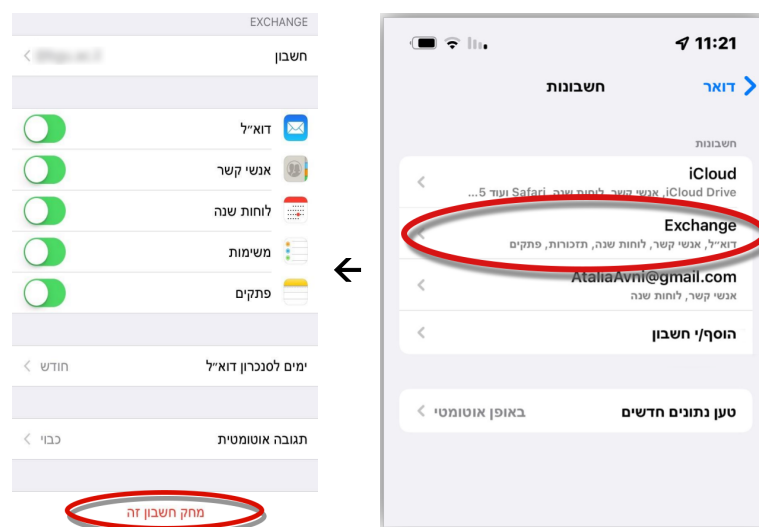 11:21
דואר
חשבונות
חשבונות
iCloud
iCloud Drive, אנשי קשר, לוחות שנה, Safari ועוד 5...
Exchange
דוא״ל, אנשי קשר, לוחות שנה, תזכורות, פתקים
AtaliaAvni@gmail.com
אנשי קשר, לוחות שנה
הוסף/י חשבון
טען נתונים חדשים
באופן אוטומטי
EXCHANGE
חשבון
דוא״ל
אנשי קשר
לוחות שנה
משימות
פתקים
ימים לסנכרון דוא״ל
חודש
תגובה אוטומטית
כבוי
מחק חשבון זה